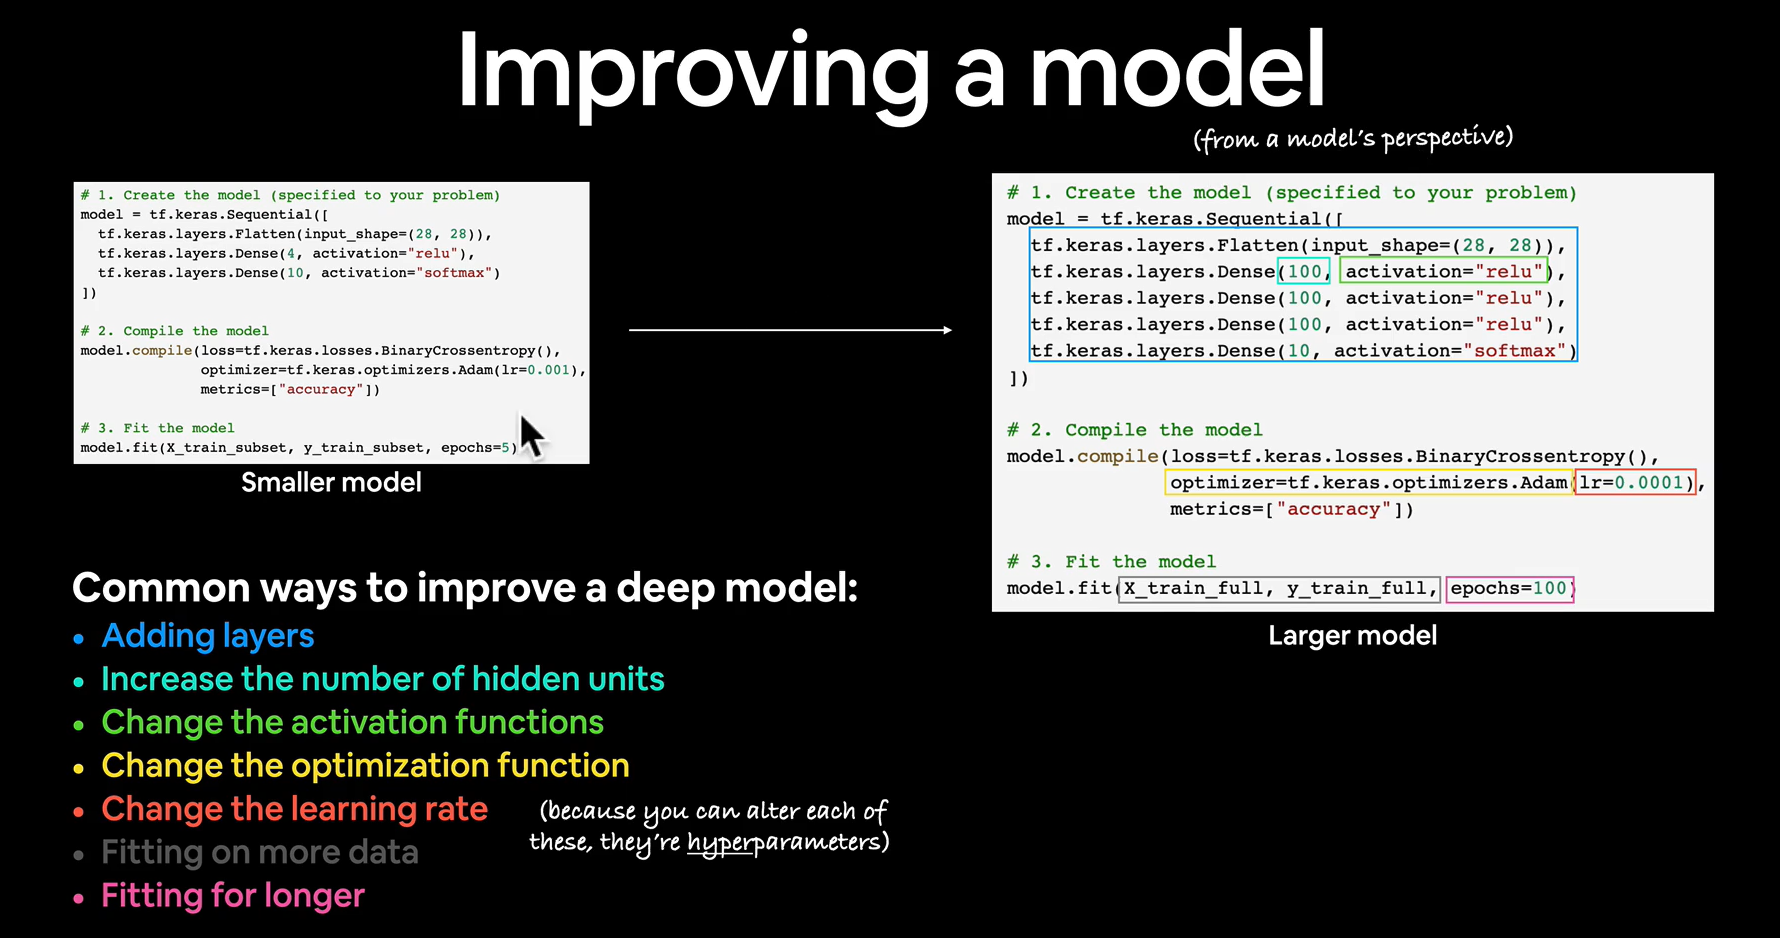 Improving a model
(from a model's perspective)
# 1. Create the model (specified to your problem)
model = tf.keras.Sequential([
  tf.keras.layers.Flatten(input_shape=(28, 28)),
  tf.keras.layers.Dense(4, activation="relu"),
  tf.keras.layers.Dense(10, activation="softmax")
])
# 2. Compile the model
model.compile(loss=tf.keras.losses.BinaryCrossentropy(),
              optimizer=tf.keras.optimizers.Adam(lr=0.001),
              metrics=["accuracy"])
# 3. Fit the model
model.fit(X_train_subset, y_train_subset, epochs=5)
Smaller model
# 1. Create the model (specified to your problem)
model = tf.keras.Sequential([
  tf.keras.layers.Flatten(input_shape=(28, 28)),
  tf.keras.layers.Dense(100, activation="relu"),
  tf.keras.layers.Dense(100, activation="relu"),
  tf.keras.layers.Dense(100, activation="relu"),
  tf.keras.layers.Dense(10, activation="softmax")
])
# 2. Compile the model
model.compile(loss=tf.keras.losses.BinaryCrossentropy(),
              optimizer=tf.keras.optimizers.Adam(lr=0.0001),
              metrics=["accuracy"])
# 3. Fit the model
model.fit(X_train_full, y_train_full, epochs=100)
Larger model
Common ways to improve a deep model:
• Adding layers
• Increase the number of hidden units
• Change the activation functions
• Change the optimization function
• Change the learning rate
• Fitting on more data
• Fitting for longer
(because you can alter each of
these, they're hyperparameters)